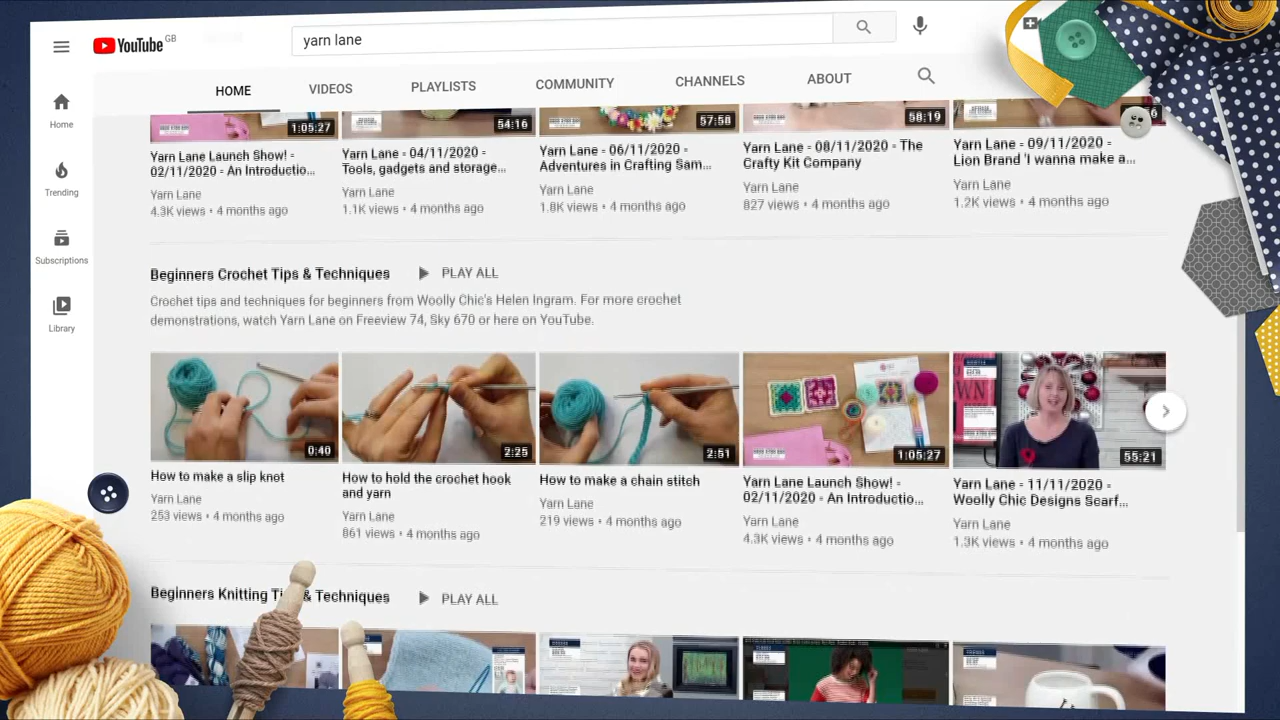 YouTube GB
yarn lane
HOME VIDEOS PLAYLISTS COMMUNITY CHANNELS ABOUT
Home
Trending
Subscriptions
Library
1:05:27
54:16
57:58
58:19
Yarn Lane Launch Show! -
02/11/2020 - An Introductio...
Yarn Lane
4.3K views • 4 months ago
Yarn Lane - 04/11/2020 -
Tools, gadgets and storage...
Yarn Lane
1.1K views • 4 months ago
Yarn Lane - 06/11/2020 -
Adventures in Crafting Sam...
Yarn Lane
1.8K views • 4 months ago
Yarn Lane - 08/11/2020 - The
Crafty Kit Company
Yarn Lane
827 views • 4 months ago
Yarn Lane - 09/11/2020 -
Lion Brand 'I wanna make a...
Yarn Lane
1.2K views • 4 months ago
Beginners Crochet Tips & Techniques
PLAY ALL
Crochet tips and techniques for beginners from Woolly Chic's Helen Ingram. For more crochet
demonstrations, watch Yarn Lane on Freeview 74, Sky 670 or here on YouTube.
0:40
2:25
2:51
1:05:27
55:21
How to make a slip knot
Yarn Lane
253 views • 4 months ago
How to hold the crochet hook
and yarn
Yarn Lane
861 views • 4 months ago
How to make a chain stitch
Yarn Lane
219 views • 4 months ago
Yarn Lane Launch Show! -
02/11/2020 - An Introductio...
Yarn Lane
4.3K views • 4 months ago
Yarn Lane - 11/11/2020 -
Woolly Chic Designs Scarf...
Yarn Lane
1.3K views • 4 months ago
Beginners Knitting & Techniques
PLAY ALL